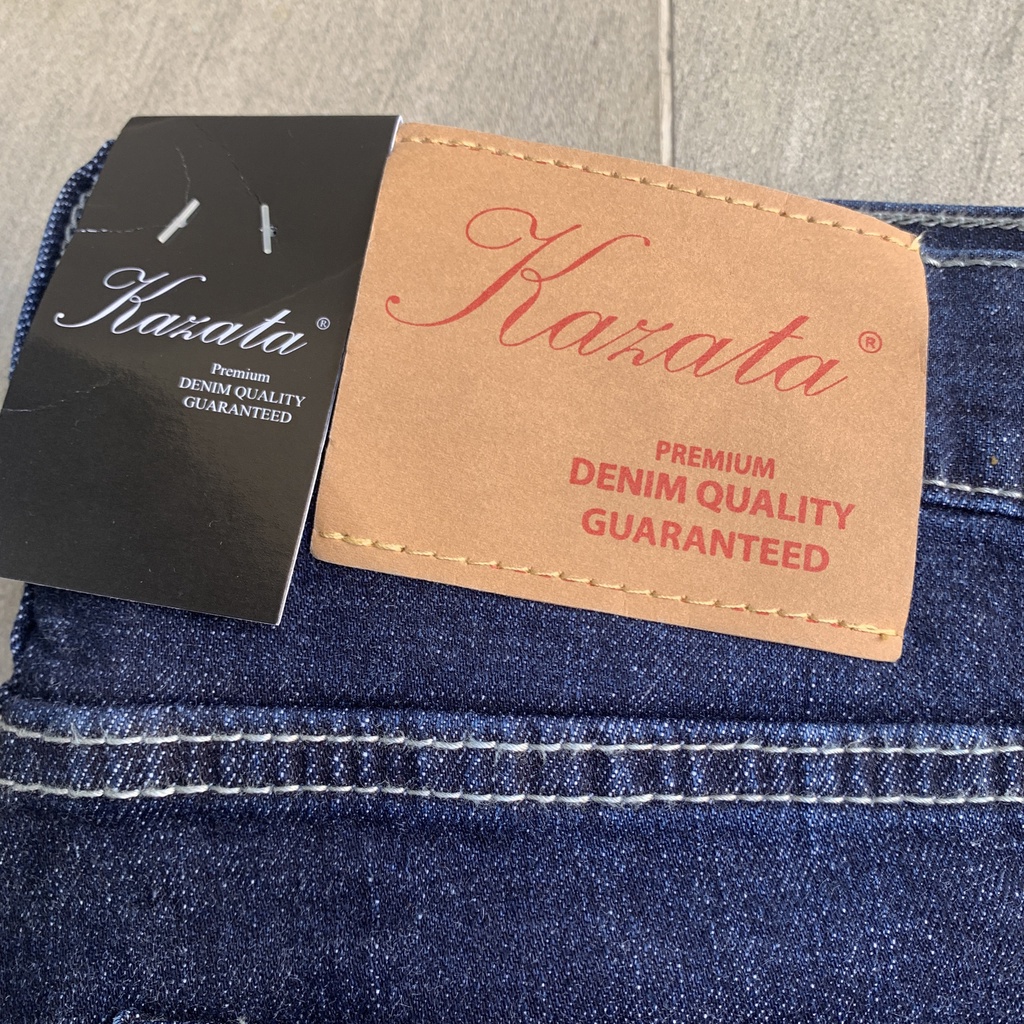 Kazata®
Premium
DENIM QUALITY
GUARANTEED
Kazata®
PREMIUM
DENIM QUALITY
GUARANTEED